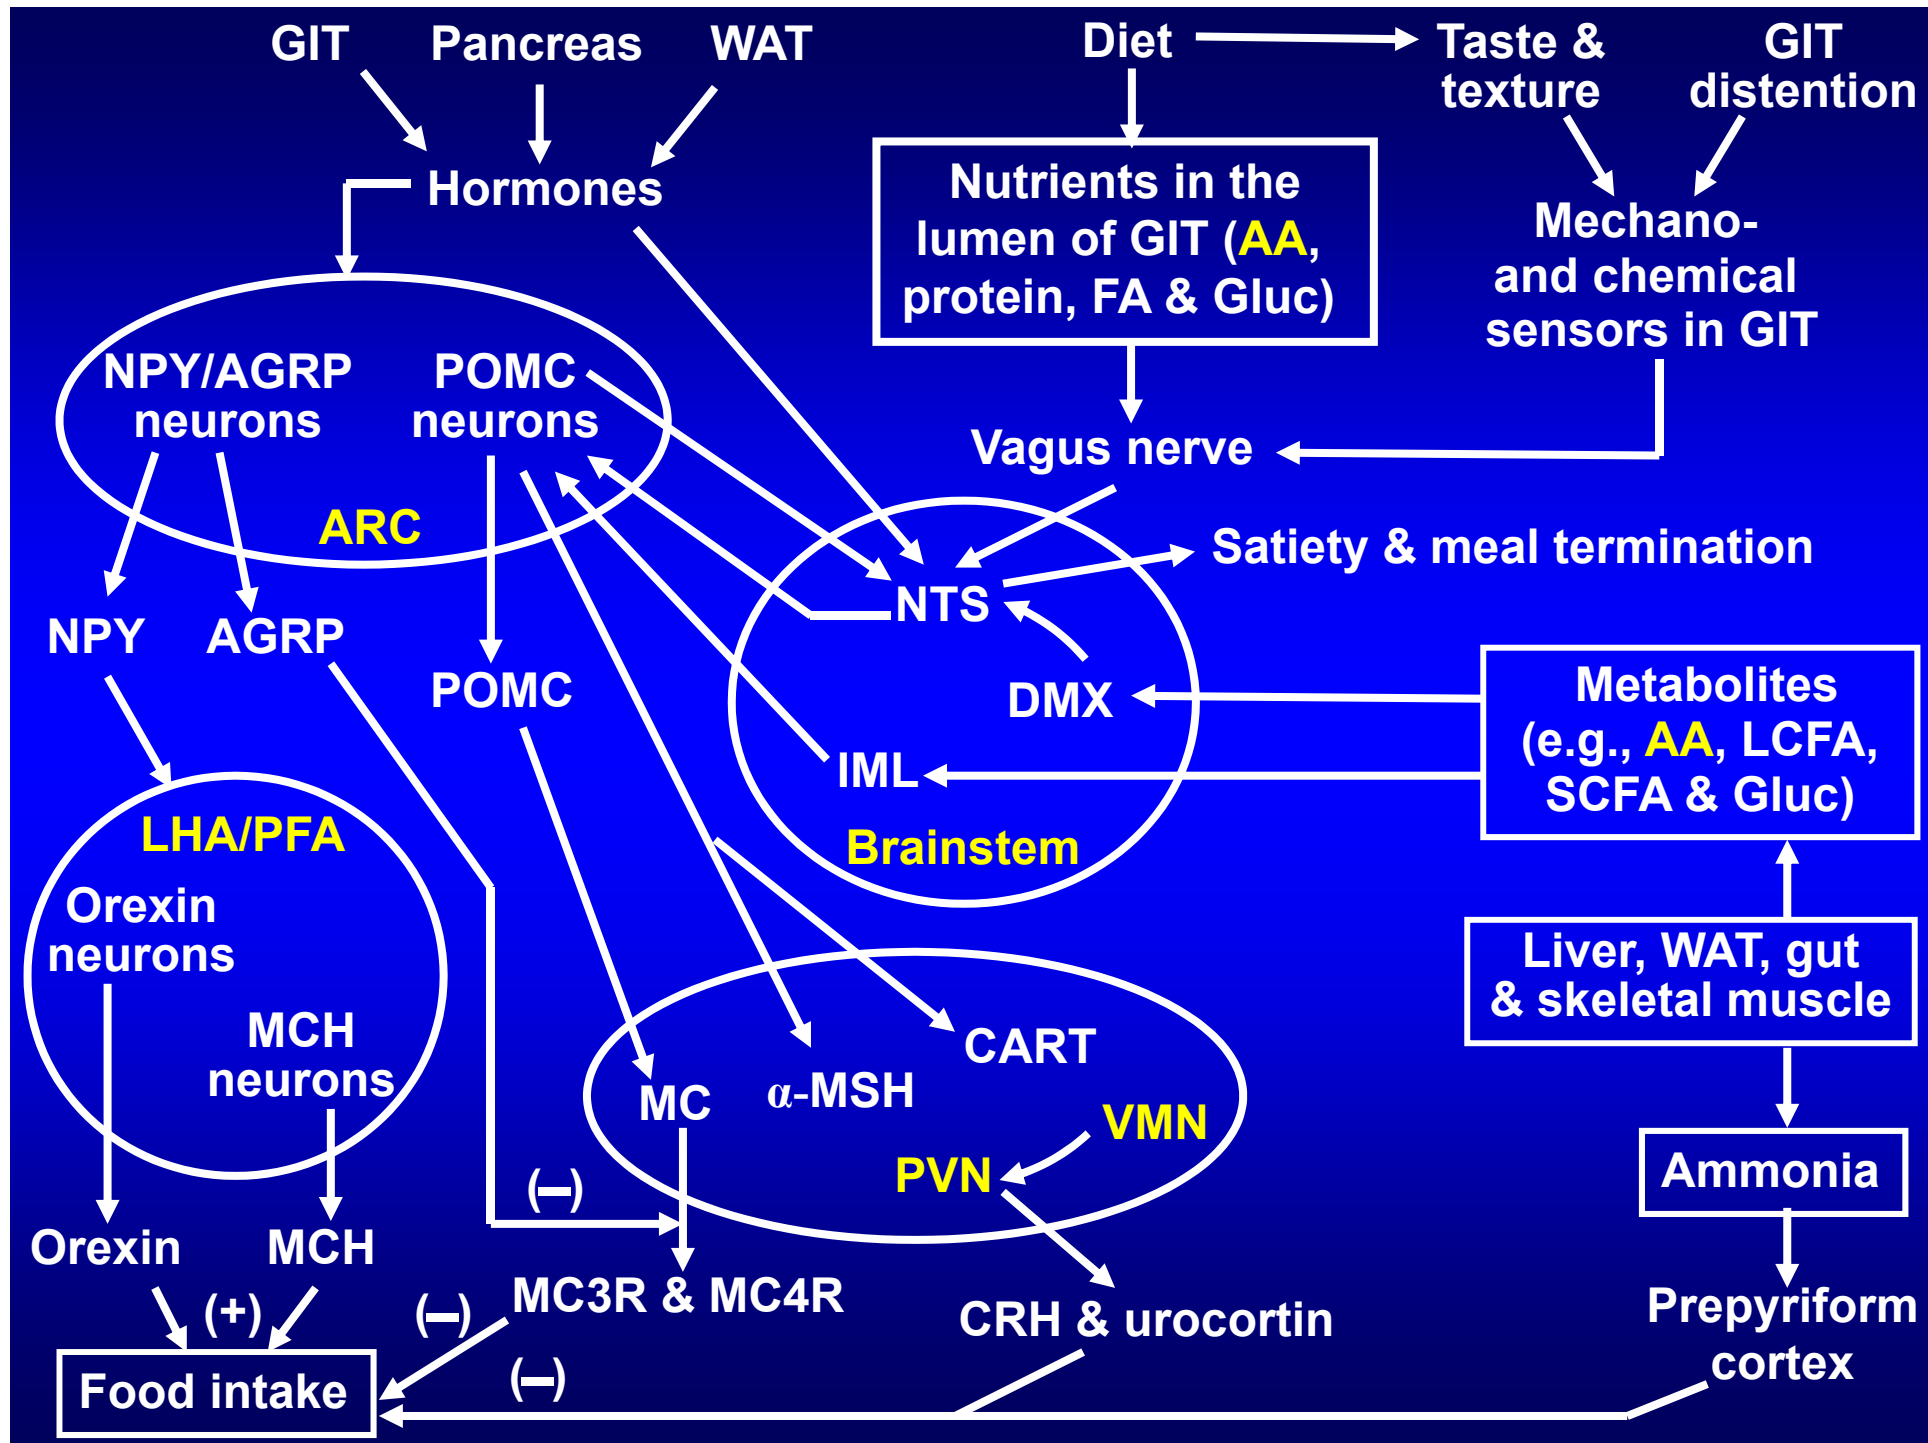 GIT
Pancreas
WAT
Diet
Taste &
texture
GIT
distention
Hormones
Nutrients in the
lumen of GIT (AA,
protein, FA & Gluc)
Mechano-
and chemical
sensors in GIT
NPY/AGRP
neurons
POMC
neurons
ARC
Vagus nerve
Satiety & meal termination
NTS
DMX
IML
Brainstem
NPY
AGRP
POMC
Metabolites
(e.g., AA, LCFA,
SCFA & Gluc)
LHA/PFA
Orexin
neurons
MCH
neurons
Liver, WAT, gut
& skeletal muscle
CART
α-MSH
MC
VMN
PVN
Ammonia
(–)
Orexin
MCH
(+)
(–)
MC3R & MC4R
CRH & urocortin
Prepyriform
cortex
(–)
Food intake